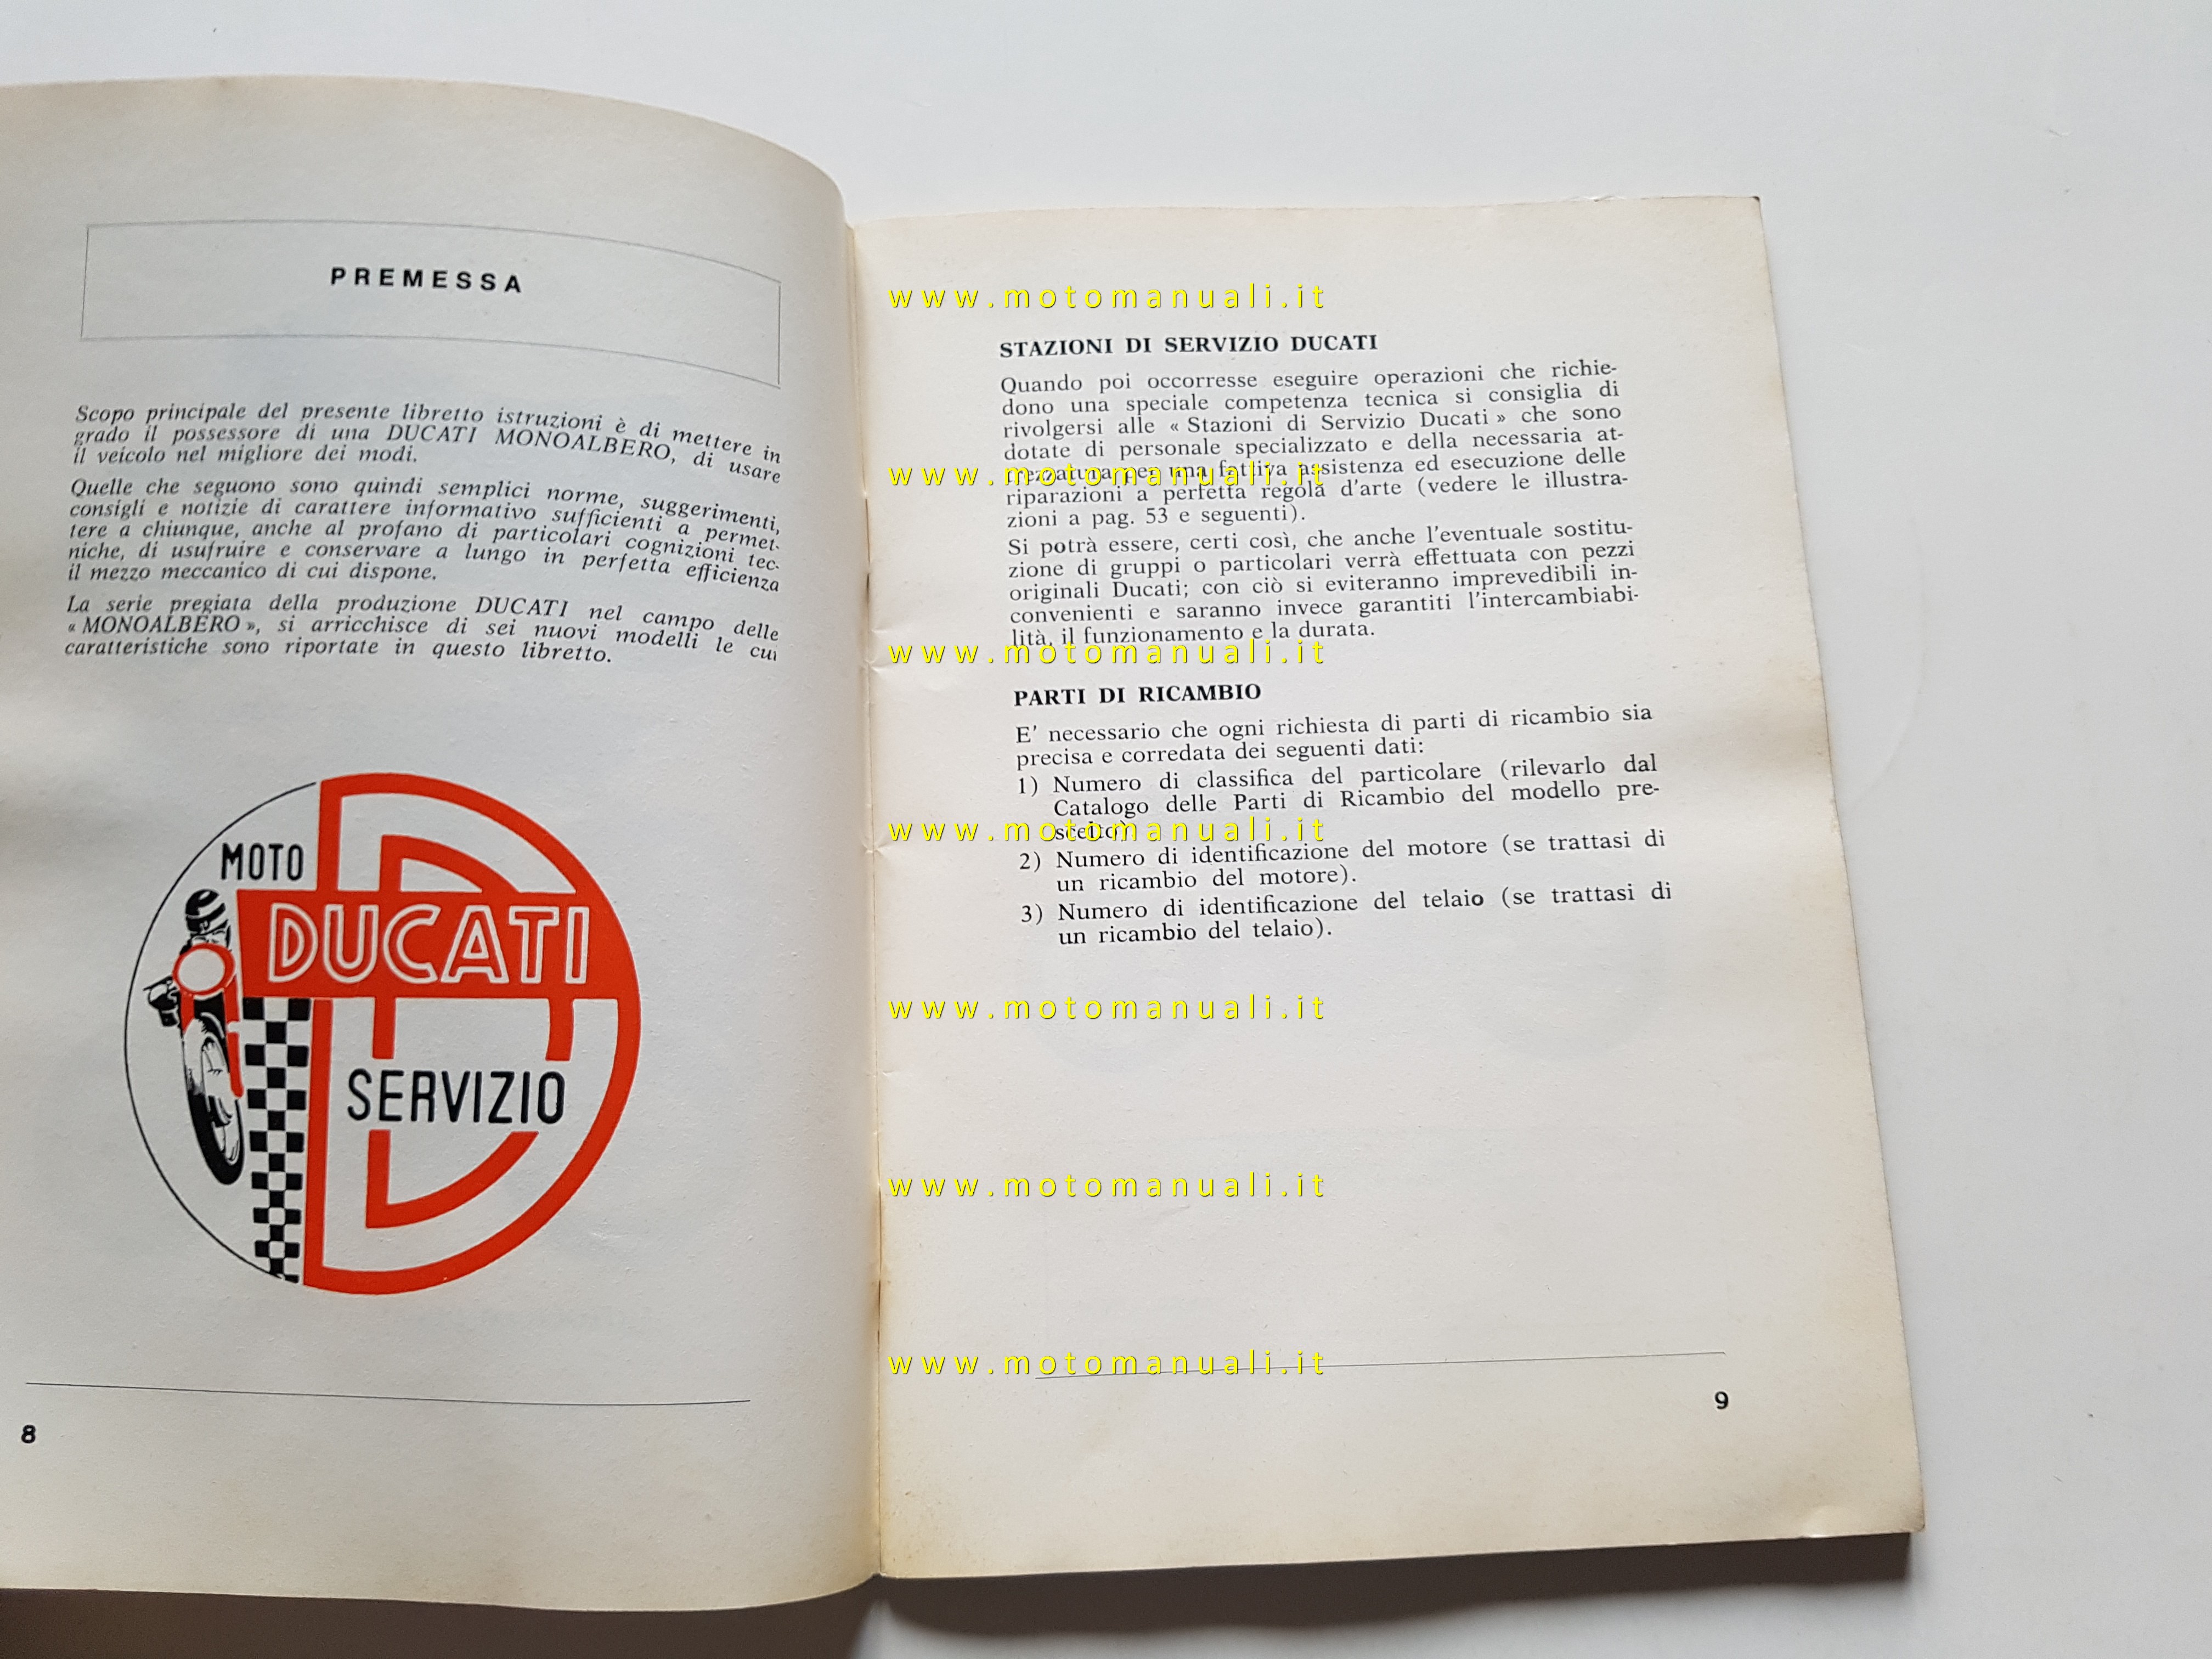 PREMESSA
Scopo principale del presente libretto istruzioni è di mettere in
grado il possessore di una DUCATI MONOALBERO, di usare
il veicolo nel migliore dei modi.
Quelle che seguono sono quindi semplici norme, suggerimenti,
consigli e notizie di carattere informativo sufficienti a permet-
tere a chiunque, anche al profano di particolari cognizioni tec-
niche, di usufruire e conservare a lungo in perfetta efficienza
il mezzo meccanico di cui dispone.
La serie pregiata della produzione DUCATI nel campo delle
« MONOALBERO », si arricchisce di sei nuovi modelli le cui
caratteristiche sono riportate in questo libretto.
MOTO
DUCATI
SERVIZIO
8
www.motomanuali.it
STAZIONI DI SERVIZIO DUCATI
Quando poi occorresse eseguire operazioni che richie-
dono una speciale competenza tecnica si consiglia di
rivolgersi alle « Stazioni di Servizio Ducati » che sono
dotate di personale specializzato e della necessaria at-
trezzatura per una fattiva assistenza ed esecuzione delle
www.motomanuali.it
riparazioni a perfetta regola d'arte (vedere le illustra-
zioni a pag. 53 e seguenti).
Si potrà essere, certi così, che anche l'eventuale sostitu-
zione di gruppi o particolari verrà effettuata con pezzi
originali Ducati; con ciò si eviteranno imprevedibili in-
convenienti e saranno invece garantiti l'intercambiabi-
lità, il funzionamento e la durata.
www.motomanuali.it
PARTI DI RICAMBIO
E' necessario che ogni richiesta di parti di ricambio sia
precisa e corredata dei seguenti dati:
1) Numero di classifica del particolare (rilevarlo dal
Catalogo delle Parti di Ricambio del modello pre-
scelto).
www.motomanuali.it
2) Numero di identificazione del motore (se trattasi di
un ricambio del motore).
3) Numero di identificazione del telaio (se trattasi di
un ricambio del telaio).
www.motomanuali.it
www.motomanuali.it
www.motomanuali.it
9